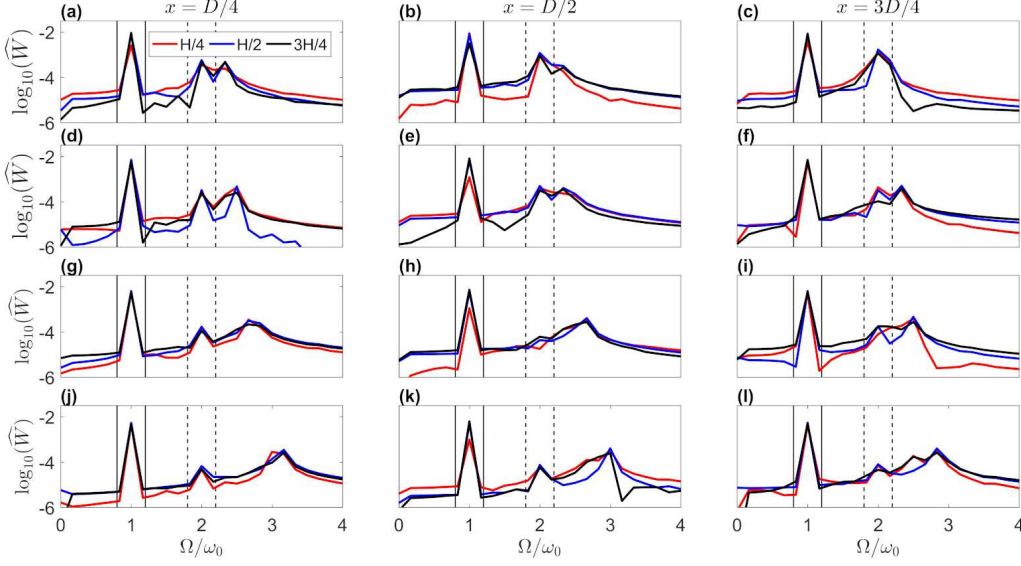 x = D/4 x = D/2 x = 3D/4
(a) (b) (c)
H/4 H/2 3H/4
log₁₀(Ŵ)
-2
-4
-6
(d) (e) (f)
log₁₀(Ŵ)
-2
-4
-6
(g) (h) (i)
log₁₀(Ŵ)
-2
-4
-6
(j) (k) (l)
log₁₀(Ŵ)
-2
-4
-6
0 1 2 3 4 0 1 2 3 4 0 1 2 3 4
Ω/ω₀ Ω/ω₀ Ω/ω₀